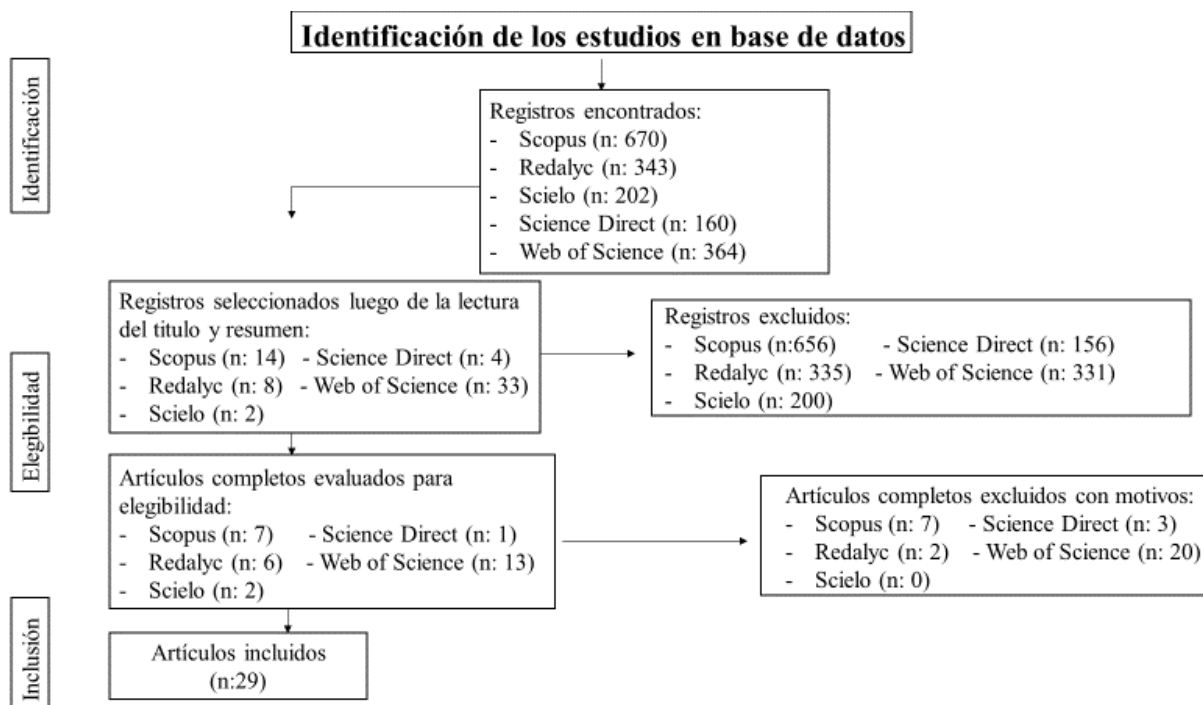 Identificación de los estudios en base de datos
Identificación
Registros encontrados:
- Scopus (n: 670)
- Redalyc (n: 343)
- Scielo (n: 202)
- Science Direct (n: 160)
- Web of Science (n: 364)
Elegibilidad
Registros seleccionados luego de la lectura
del titulo y resumen:
- Scopus (n: 14) - Science Direct (n: 4)
- Redalyc (n: 8) - Web of Science (n: 33)
- Scielo (n: 2)
Registros excluidos:
- Scopus (n:656) - Science Direct (n: 156)
- Redalyc (n: 335) - Web of Science (n: 331)
- Scielo (n: 200)
Artículos completos evaluados para
elegibilidad:
- Scopus (n: 7) - Science Direct (n: 1)
- Redalyc (n: 6) - Web of Science (n: 13)
- Scielo (n: 2)
Artículos completos excluidos con motivos:
- Scopus (n: 7) - Science Direct (n: 3)
- Redalyc (n: 2) - Web of Science (n: 20)
- Scielo (n: 0)
Inclusión
Artículos incluidos
(n:29)